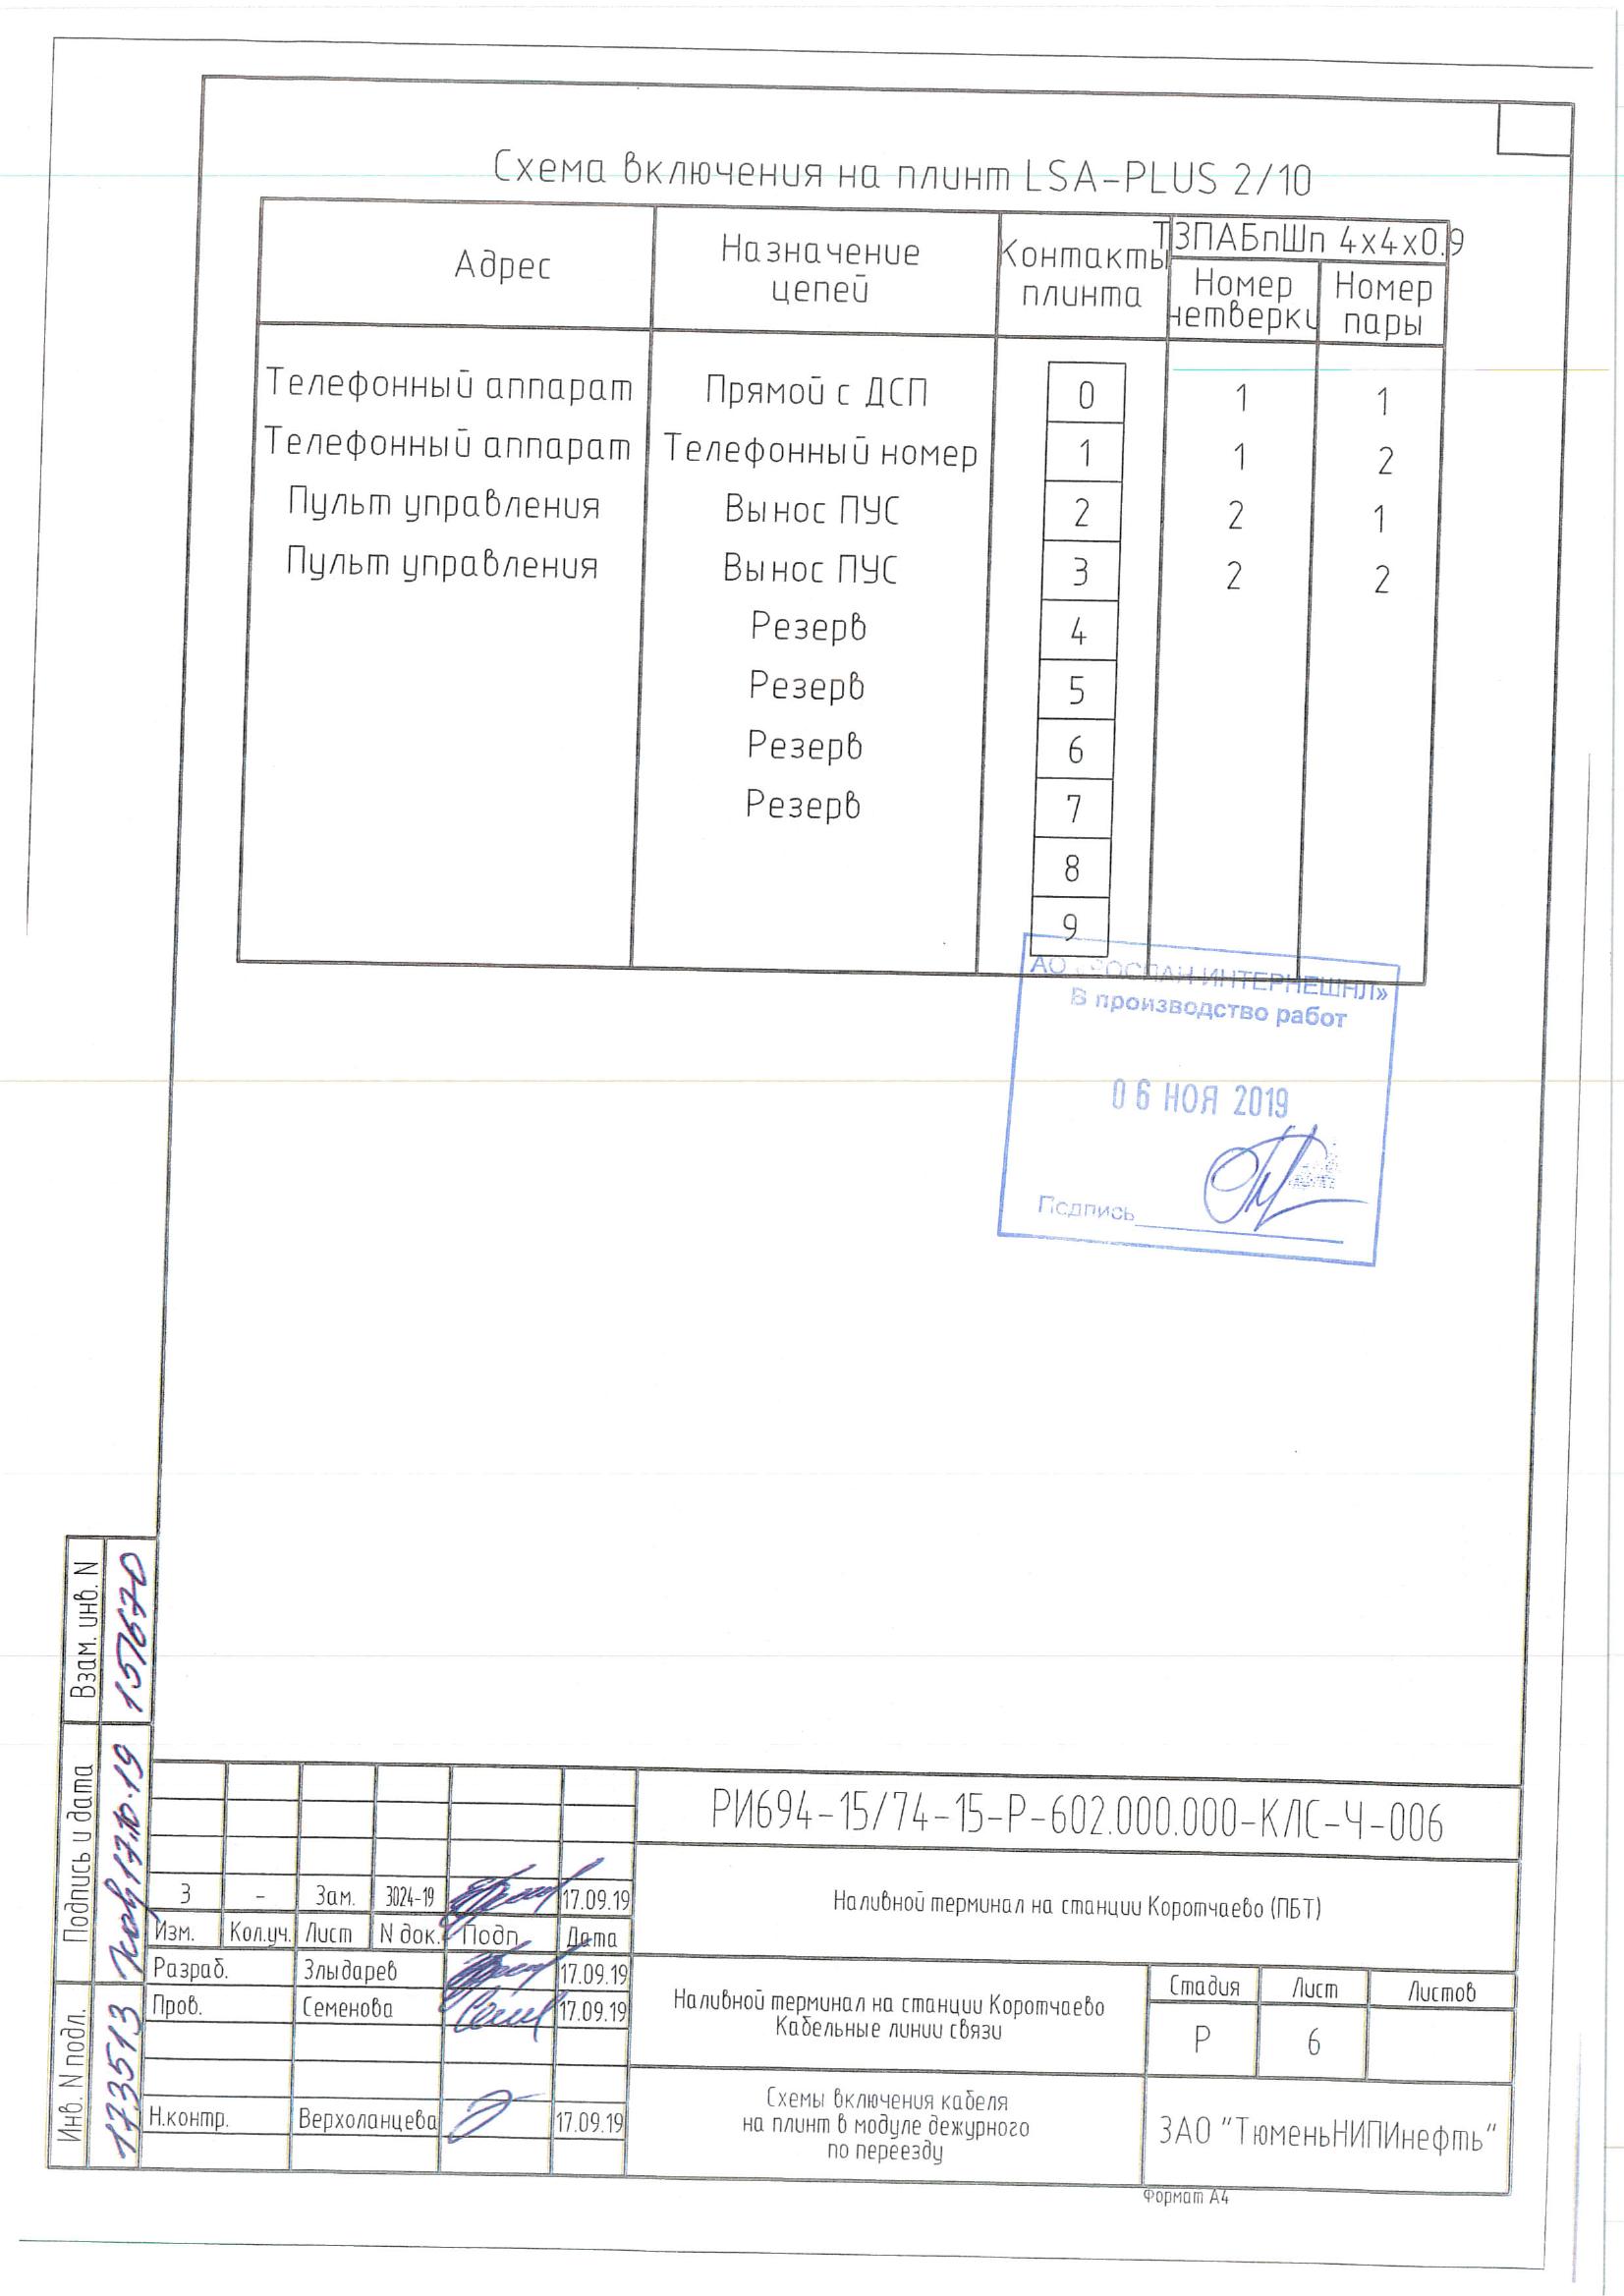 Схема включения на плинт LSA-PLUS 2/10
Адрес
Назначение
цепей
Контакты
плинта
ТЗПАБпШп 4х4х0.9
Номер
четверки
Номер
пары
Телефонный аппарат Прямой с ДСП 0 1 1
Телефонный аппарат Телефонный номер 1 1 2
Пульт управления Вынос ПУС 2 2 1
Пульт управления Вынос ПУС 3 2 2
Резерв 4
Резерв 5
Резерв 6
Резерв 7
8
9
АО РОСПАН ИНТЕРНЕШНЛ»
В производство работ
06 НОЯ 2019
Подпись
Взам. инв. N
157670
Подпись и дата
17.10.19
Инв. N подл.
173513
РИ694-15/74-15-Р-602.000.000-КЛС-Ч-006
Наливной терминал на станции Коротчаево (ПБТ)
3 - Зам. 3024-19 17.09.19
Изм. Кол.уч. Лист N док. Подп Дата
Разраб. Злыдарев 17.09.19
Пров. Семенова 17.09.19
Н.контр. Верхоланцева 17.09.19
Наливной терминал на станции Коротчаево
Кабельные линии связи
Стадия Лист Листов
Р 6
Схемы включения кабеля
на плинт в модуле дежурного
по переезду
ЗАО "ТюменьНИПИнефть"
Формат А4